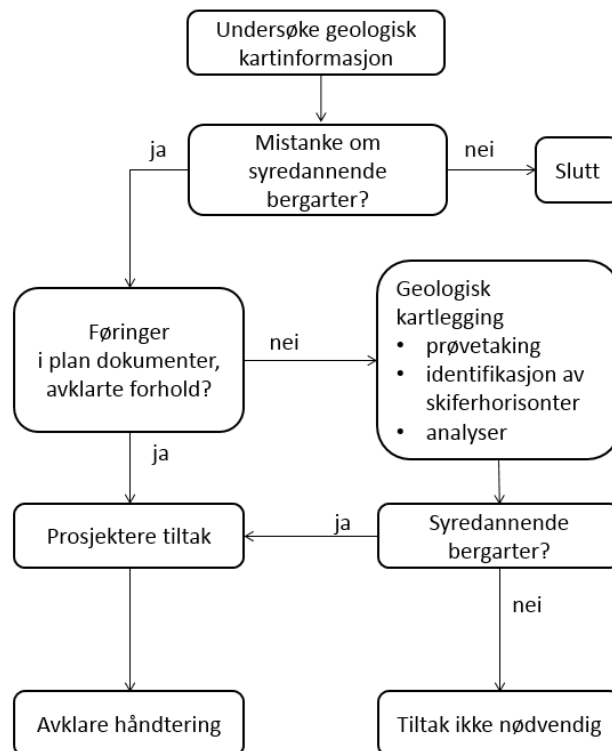 Undersøke geologisk
kartinformasjon
Mistanke om
syredannende
bergarter?
ja
nei
Slutt
Føringer
i plan dokumenter,
avklarte forhold?
nei
Geologisk
kartlegging
• prøvetaking
• identifikasjon av
skiferhorisonter
• analyser
ja
Prosjektere tiltak
ja
Syredannende
bergarter?
nei
Avklare håndtering
Tiltak ikke nødvendig